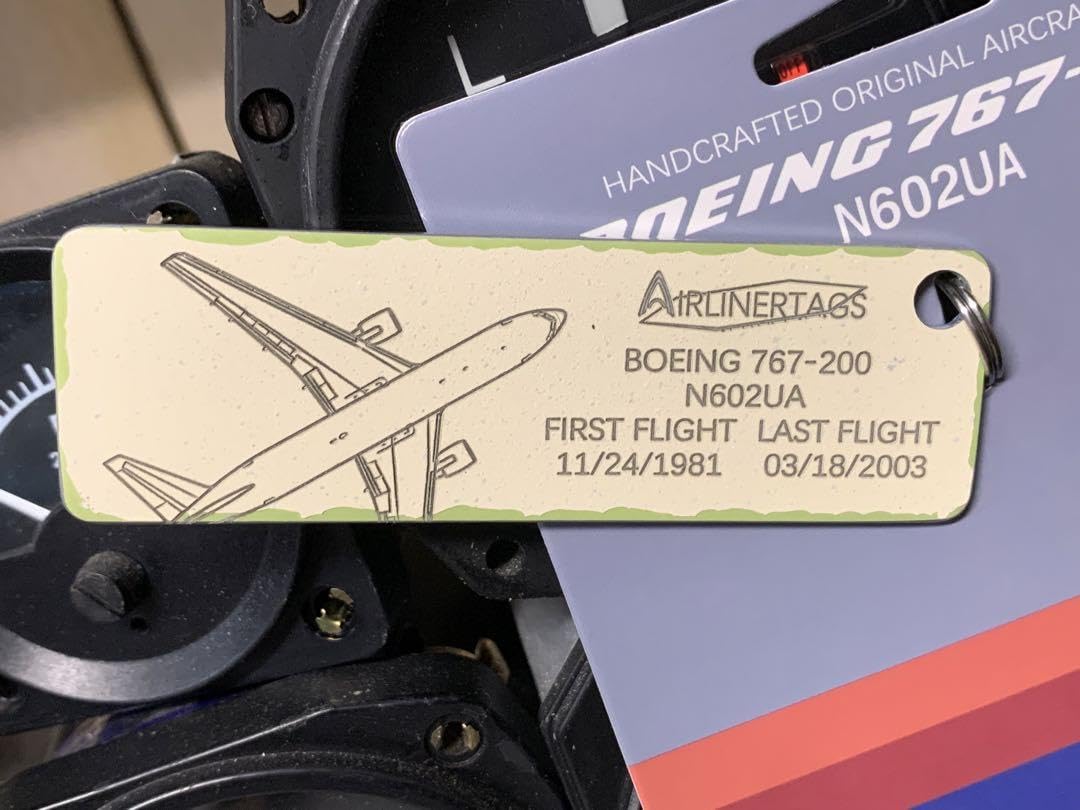 L
HANDCRAFTED ORIGINAL AIRCRA
BOEING 767-
N602UA
AIRLINERTAGS
BOEING 767-200
N602UA
FIRST FLIGHT LAST FLIGHT
11/24/1981 03/18/2003